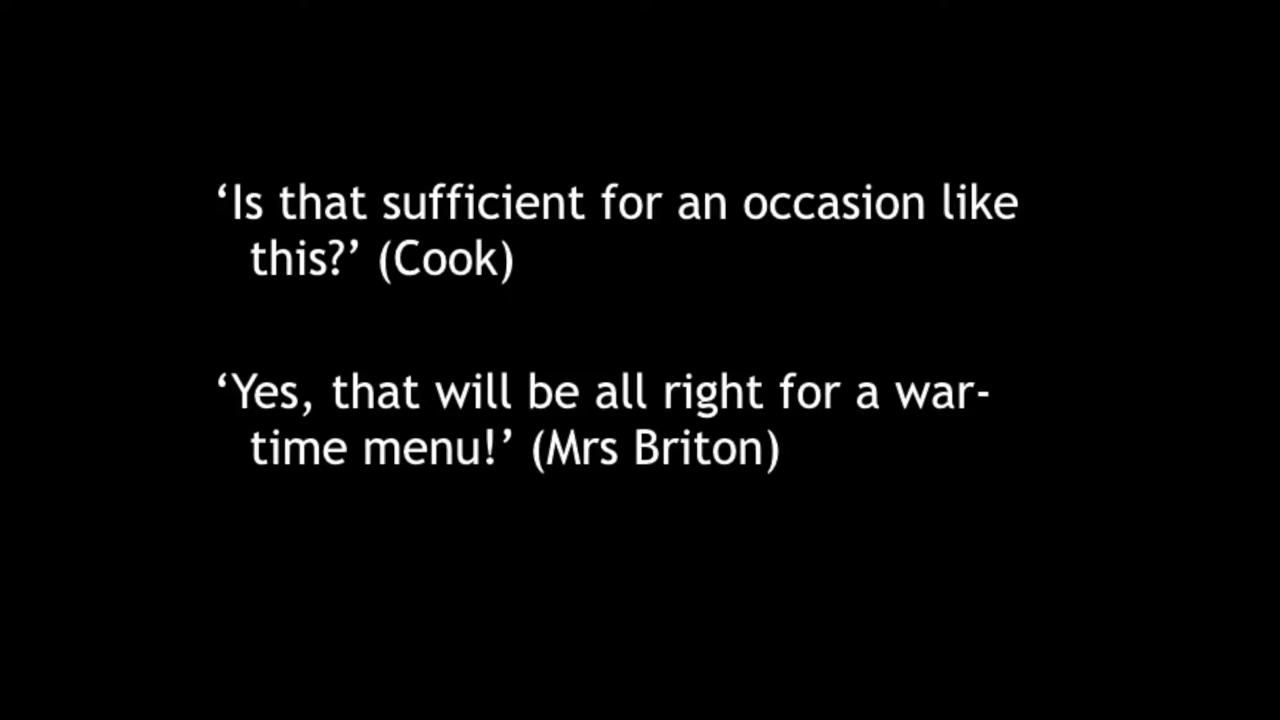 ‘Is that sufficient for an occasion like
this?’ (Cook)
‘Yes, that will be all right for a war-
time menu!’ (Mrs Briton)